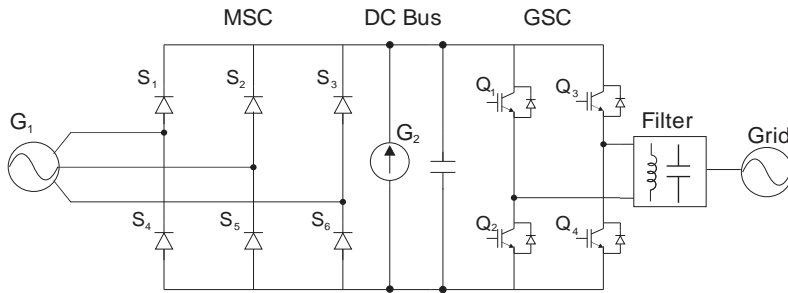 MSC DC Bus GSC
S1 S2 S3 Q1 Q3
G1 G2 Filter Grid
S4 S5 S6 Q2 Q4